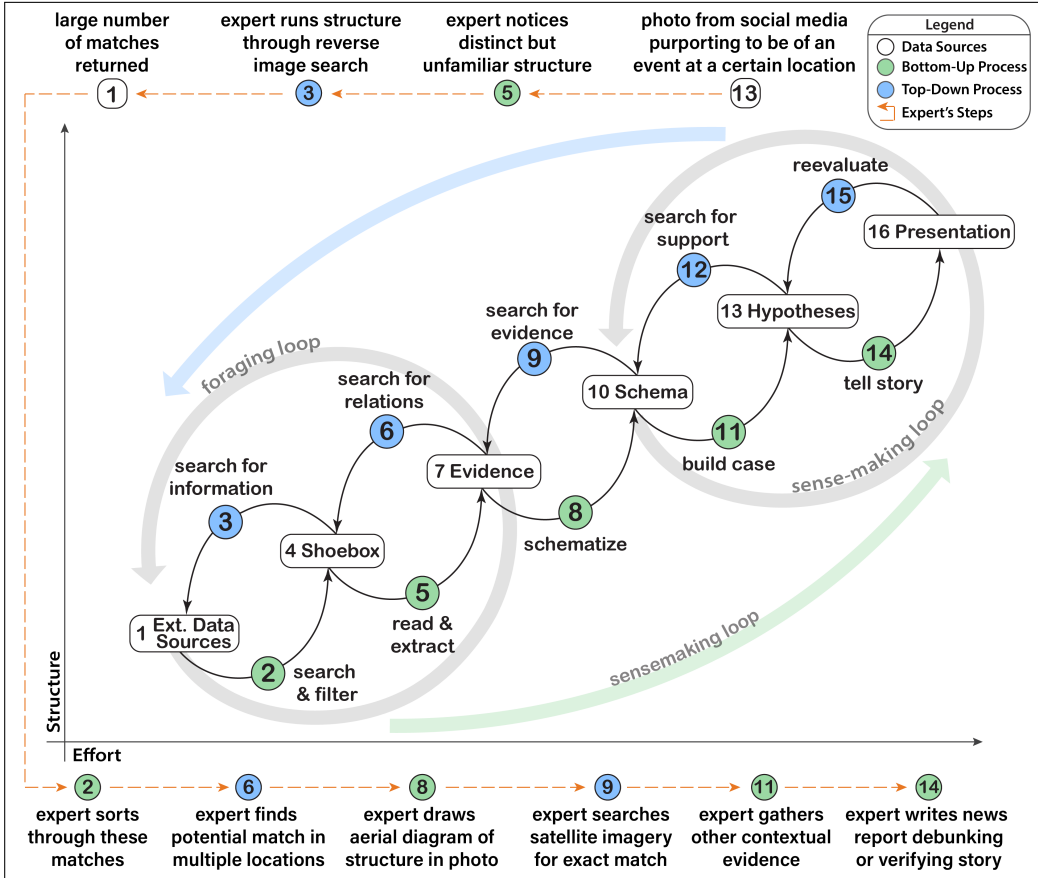 large number
of matches
returned
1
expert runs structure
through reverse
image search
3
expert notices
distinct but
unfamiliar structure
5
photo from social media
purporting to be of an
event at a certain location
13
Legend
Data Sources
Bottom-Up Process
Top-Down Process
Expert's Steps
Structure
Effort
reevaluate
15
16 Presentation
search for
support
12
13 Hypotheses
14
tell story
search for
evidence
9
10 Schema
11
build case
sense-making loop
foraging loop
search for
relations
6
7 Evidence
8
schematize
search for
information
3
4 Shoebox
5
read &
extract
1 Ext. Data
Sources
2
search
& filter
sensemaking loop
2
expert sorts
through these
matches
6
expert finds
potential match in
multiple locations
8
expert draws
aerial diagram of
structure in photo
9
expert searches
satellite imagery
for exact match
11
expert gathers
other contextual
evidence
14
expert writes news
report debunking
or verifying story